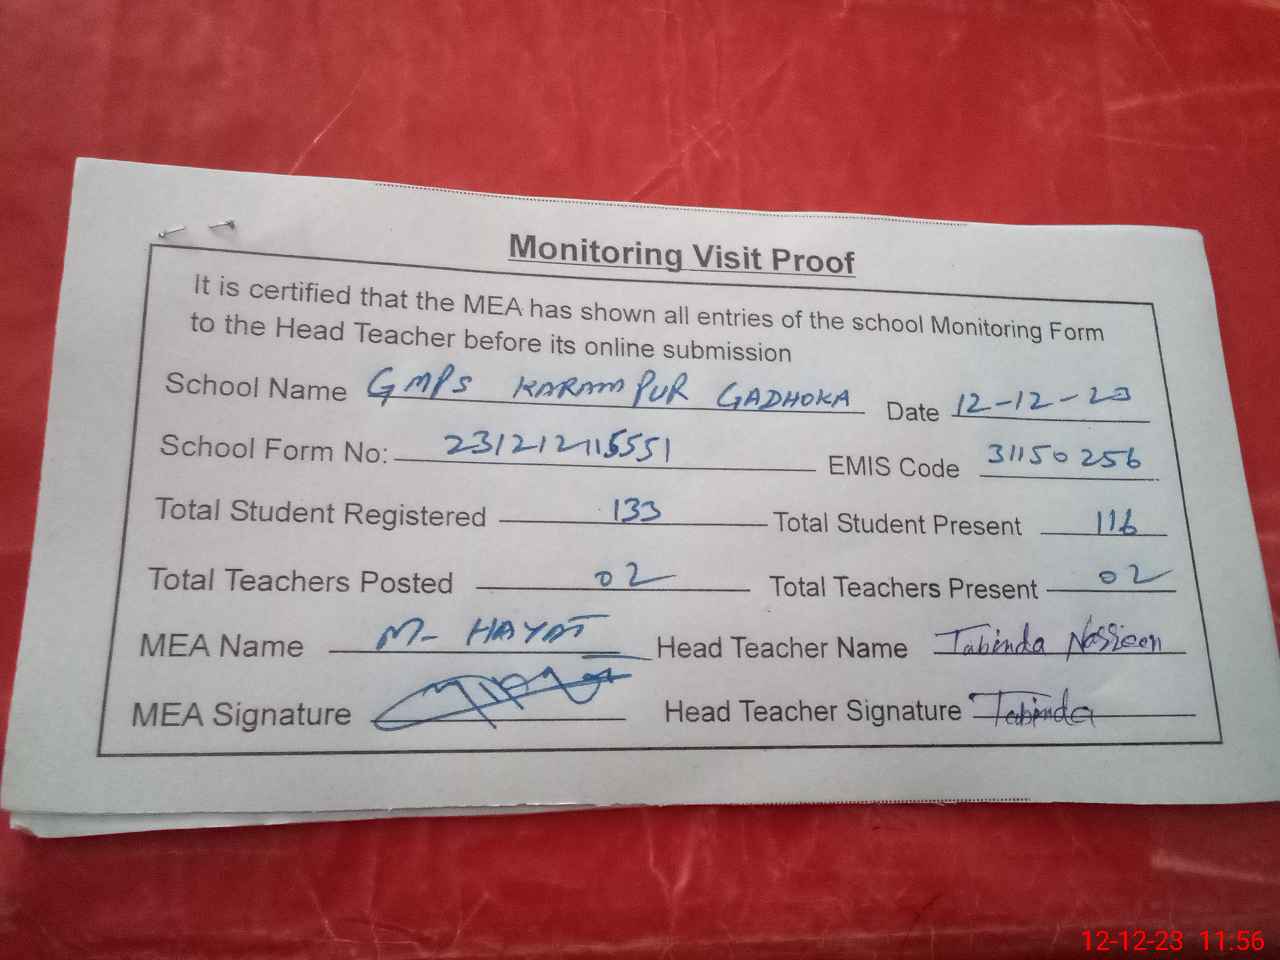 Monitoring Visit Proof
It is certified that the MEA has shown all entries of the school Monitoring Form
to the Head Teacher before its online submission
School Name GMPS KARAM PUR GADHOKA Date 12-12-23
School Form No: 231212115551 EMIS Code 31150256
Total Student Registered 133 Total Student Present 116
Total Teachers Posted 02 Total Teachers Present 02
MEA Name M- HAYAT Head Teacher Name Tabinda Nasreen
MEA Signature Head Teacher Signature Tabinda
12-12-23 11:56